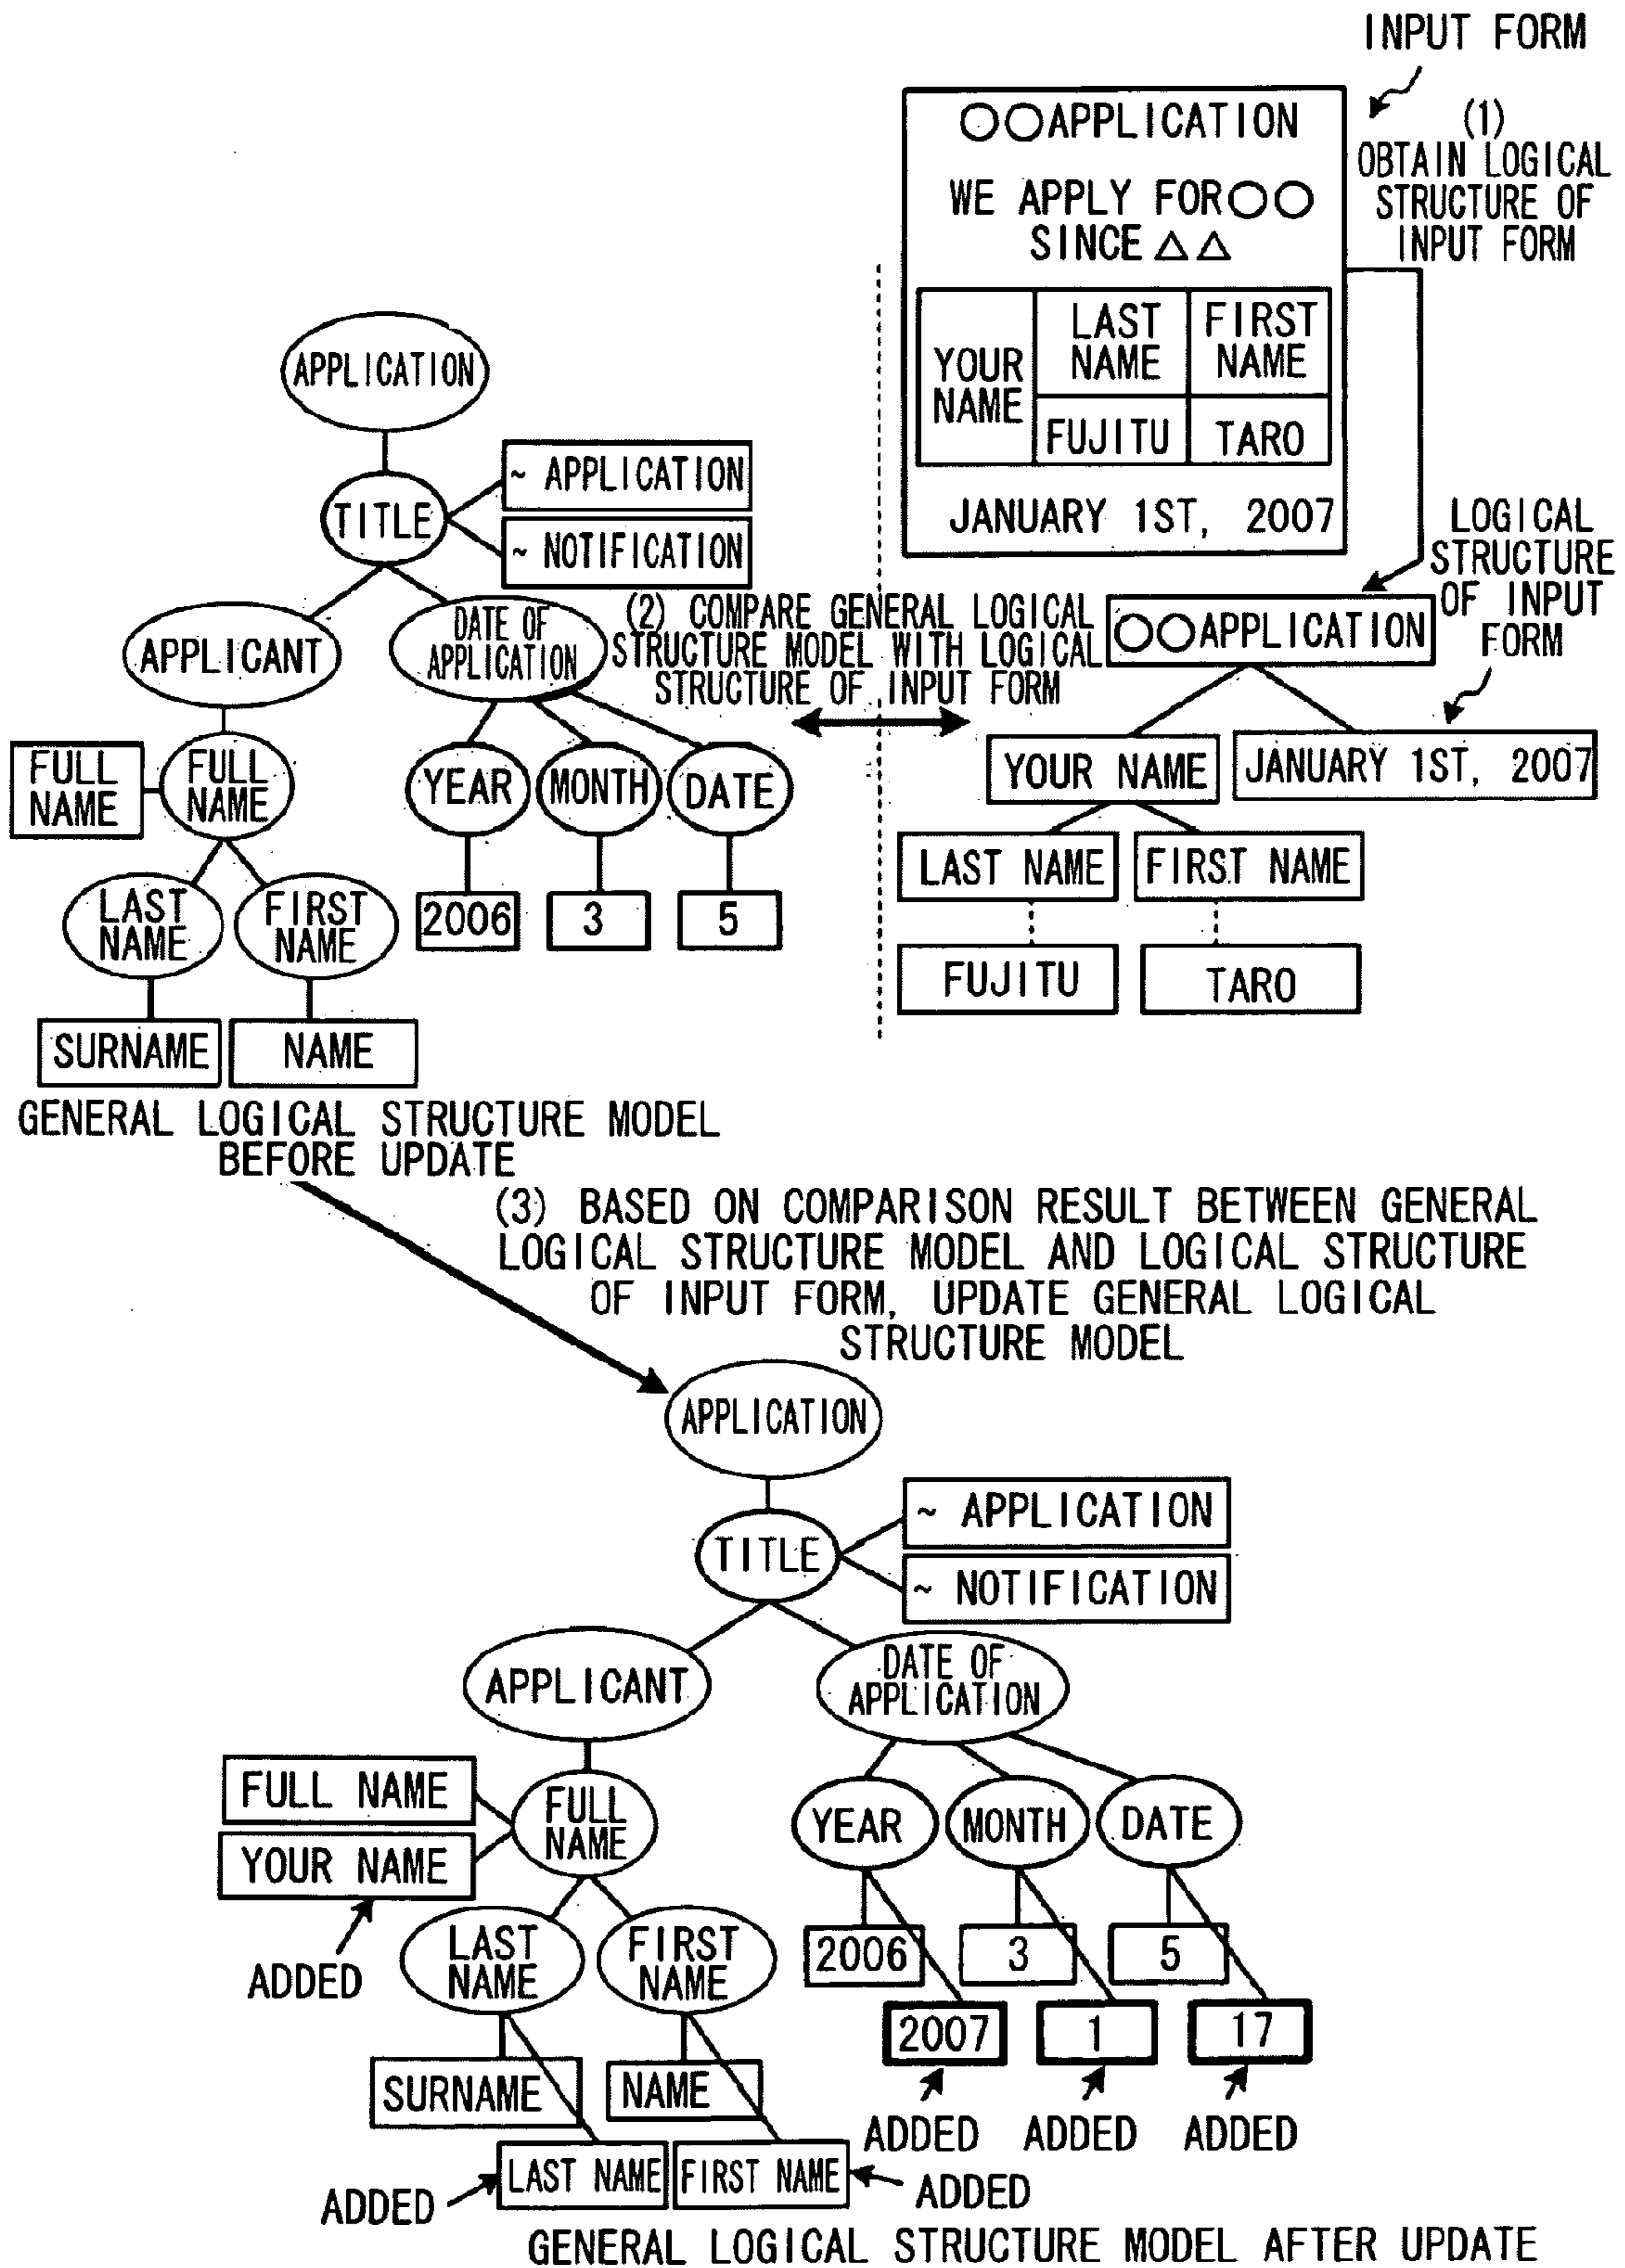 INPUT FORM
(1)
OBTAIN LOGICAL
STRUCTURE OF
INPUT FORM
○○APPLICATION
WE APPLY FOR○○
SINCE△△
YOUR
NAME
LAST
NAME
FIRST
NAME
FUJITU
TARO
JANUARY 1ST, 2007
APPLICATION
TITLE
~ APPLICATION
~ NOTIFICATION
APPLICANT
DATE OF
APPLICATION
FULL
NAME
FULL
NAME
YEAR
MONTH
DATE
LAST
NAME
FIRST
NAME
2006
3
5
SURNAME
NAME
GENERAL LOGICAL STRUCTURE MODEL
BEFORE UPDATE
(2) COMPARE GENERAL LOGICAL
STRUCTURE MODEL WITH LOGICAL
STRUCTURE OF INPUT FORM
LOGICAL
STRUCTURE
OF INPUT
FORM
○○APPLICATION
YOUR NAME
JANUARY 1ST, 2007
LAST NAME
FIRST NAME
FUJITU
TARO
(3) BASED ON COMPARISON RESULT BETWEEN GENERAL
LOGICAL STRUCTURE MODEL AND LOGICAL STRUCTURE
OF INPUT FORM, UPDATE GENERAL LOGICAL
STRUCTURE MODEL
APPLICATION
TITLE
~ APPLICATION
~ NOTIFICATION
APPLICANT
DATE OF
APPLICATION
FULL NAME
YOUR NAME
FULL
NAME
YEAR
MONTH
DATE
ADDED
LAST
NAME
FIRST
NAME
2006
3
5
2007
1
17
SURNAME
NAME
ADDED
ADDED
ADDED
LAST NAME
FIRST NAME
ADDED
ADDED
GENERAL LOGICAL STRUCTURE MODEL AFTER UPDATE